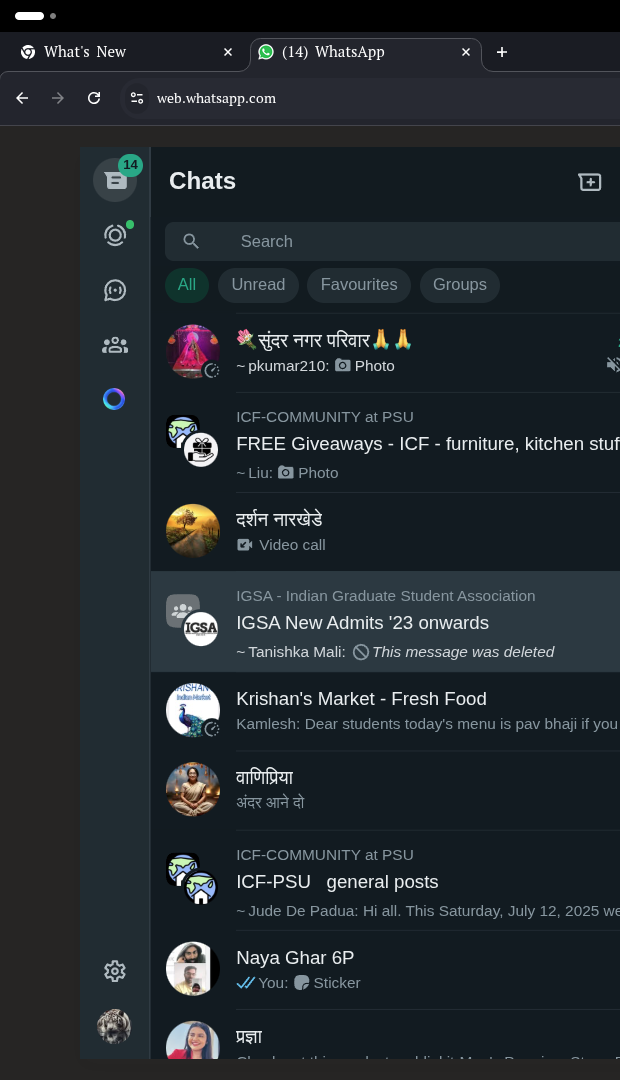 What's New
(14) WhatsApp
web.whatsapp.com
14
Chats
Search
All
Unread
Favourites
Groups
💐सुंदर नगर परिवार🙏🙏
~ pkumar210: Photo
ICF-COMMUNITY at PSU
FREE Giveaways - ICF - furniture, kitchen stuf
~ Liu: Photo
दर्शन नारखेडे
Video call
IGSA - Indian Graduate Student Association
IGSA
IGSA New Admits '23 onwards
~ Tanishka Mali: This message was deleted
Indian Market
Krishan's Market - Fresh Food
Kamlesh: Dear students today's menu is pav bhaji if you
वाणिप्रिया
अंदर आने दो
ICF-COMMUNITY at PSU
ICF-PSU general posts
~ Jude De Padua: Hi all. This Saturday, July 12, 2025 we
Naya Ghar 6P
You: Sticker
प्रज्ञा